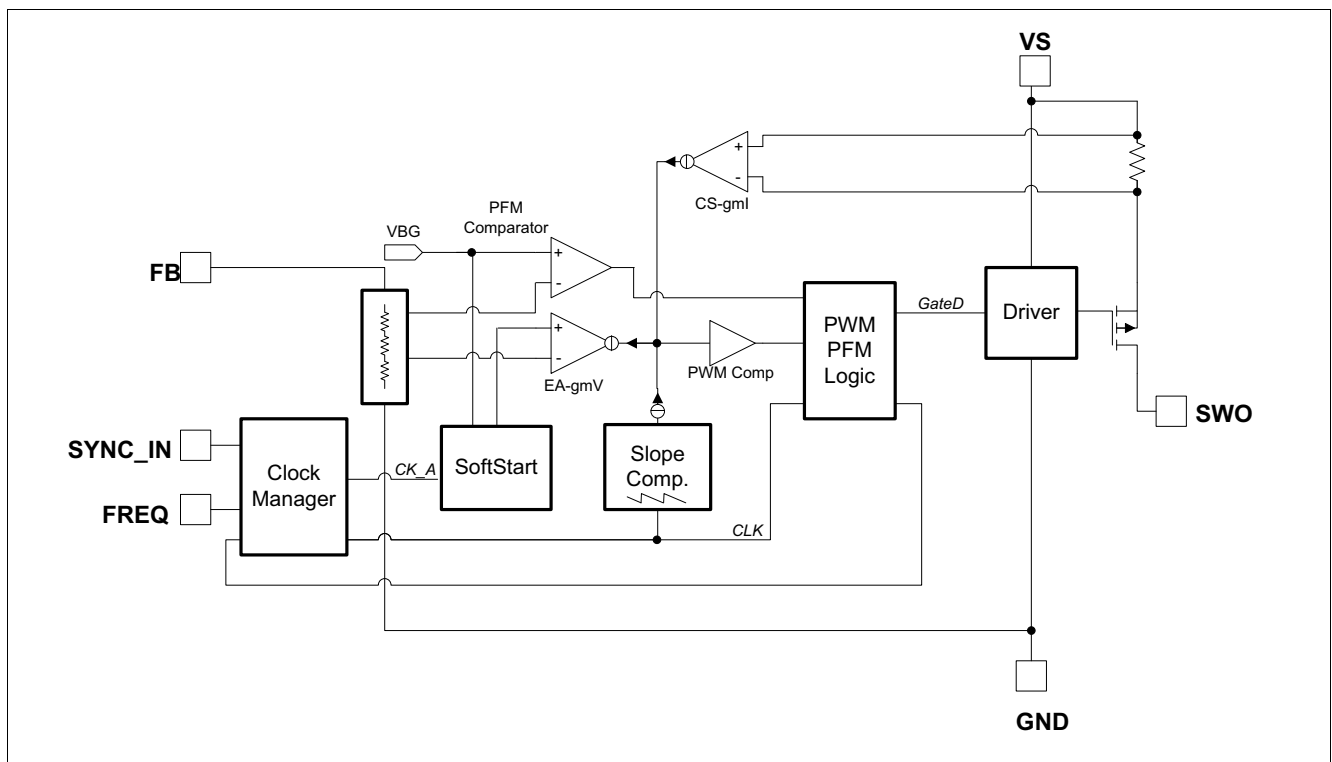 VS
+
-
CS-gmI
PFM
Comparator
VBG
+
-
FB
GateD
Driver
PWM
PFM
Logic
+
-
EA-gmV
PWM Comp
SWO
SYNC_IN
Clock
Manager
CK_A
SoftStart
Slope
Comp.
FREQ
CLK
GND